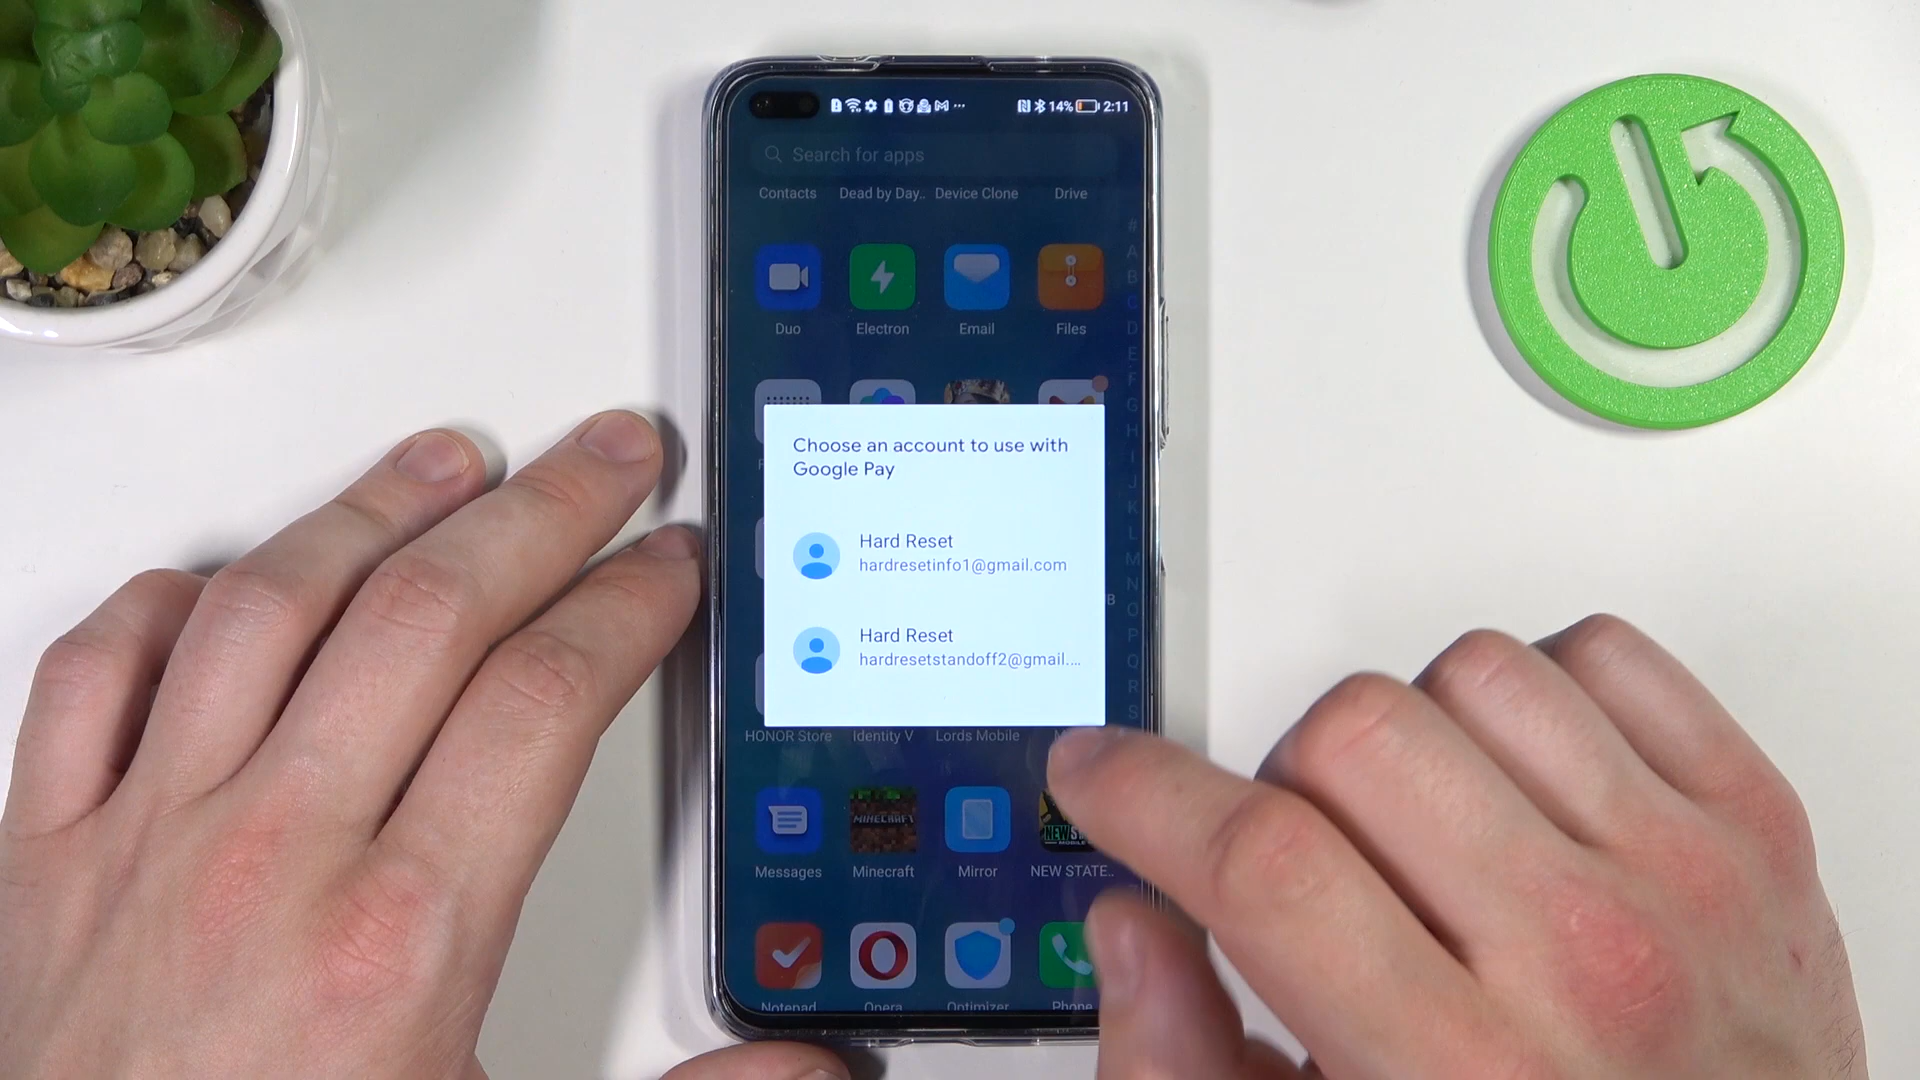 14% 2:11
Search for apps
Contacts Dead by Day.. Device Clone Drive
#
A
B
C
D
E
F
G
H
I
J
K
L
M
N
O
P
Q
R
S
Duo Electron Email Files
Choose an account to use with
Google Pay
Hard Reset
hardresetinfo1@gmail.com
Hard Reset
hardresetstandoff2@gmail....
HONOR Store Identity V Lords Mobile
MINECRAFT
MOBILE
Messages Minecraft Mirror NEW STATE..
Notepad Opera Optimizer Phone